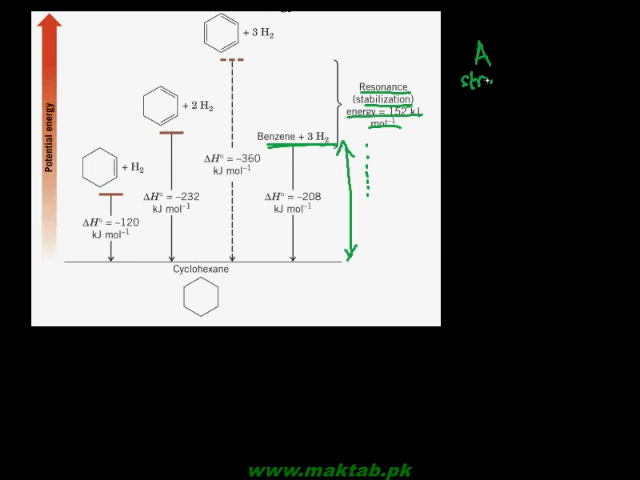 + 3 H₂
Resonance
(stabilization)
energy = 152 kJ
mol⁻¹
+ 2 H₂
Benzene + 3 H₂
+ H₂
ΔH° = –360
kJ mol⁻¹
ΔH° = –232
kJ mol⁻¹
ΔH° = –208
kJ mol⁻¹
ΔH° = –120
kJ mol⁻¹
Potential energy
Cyclohexane
A
str
www.maktab.pk